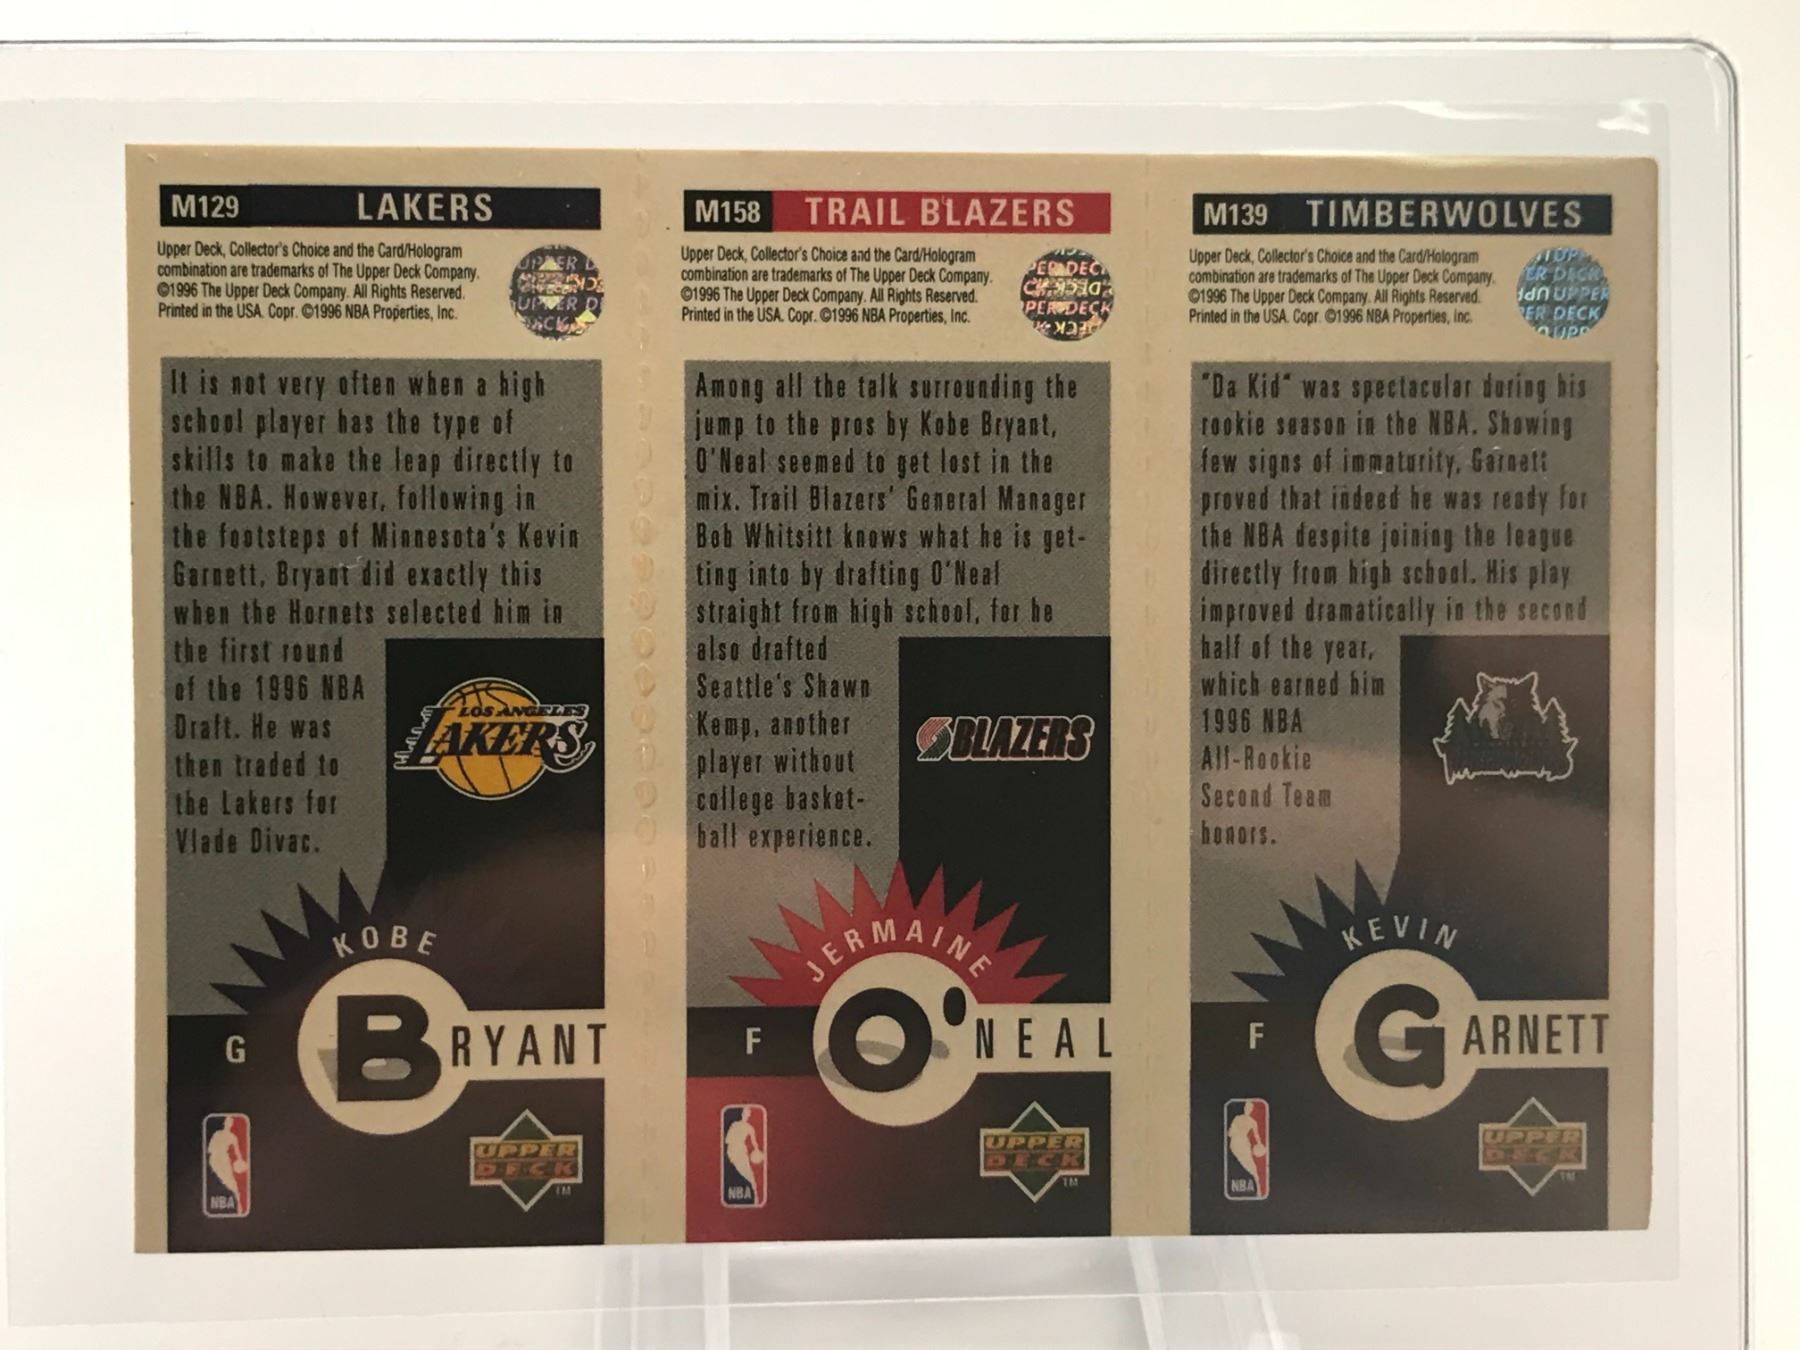 M129 LAKERS
Upper Deck, Collector's Choice and the Card/Hologram
combination are trademarks of The Upper Deck Company.
©1996 The Upper Deck Company. All Rights Reserved.
Printed in the USA. Copr. ©1996 NBA Properties, Inc.
It is not very often when a high
school player has the type of
skills to make the leap directly to
the NBA. However, following in
the footsteps of Minnesota's Kevin
Garnett, Bryant did exactly this
when the Hornets selected him in
the first round
of the 1996 NBA
Draft. He was
then traded to
the Lakers for
Vlade Divac.
LOS ANGELES
LAKERS
KOBE
G BRYANT
NBA
UPPER
DECK
TM
M158 TRAIL BLAZERS
Upper Deck, Collector's Choice and the Card/Hologram
combination are trademarks of The Upper Deck Company.
©1996 The Upper Deck Company. All Rights Reserved.
Printed in the USA. Copr. ©1996 NBA Properties, Inc.
Among all the talk surrounding the
jump to the pros by Kobe Bryant,
O'Neal seemed to get lost in the
mix. Trail Blazers' General Manager
Bob Whitsitt knows what he is get-
ting into by drafting O'Neal
straight from high school, for he
also drafted
Seattle's Shawn
Kemp, another
player without
college basket-
ball experience.
BLAZERS
JERMAINE
F O'NEAL
NBA
UPPER
DECK
TM
M139 TIMBERWOLVES
Upper Deck, Collector's Choice and the Card/Hologram
combination are trademarks of The Upper Deck Company.
©1996 The Upper Deck Company. All Rights Reserved.
Printed in the USA. Copr. ©1996 NBA Properties, Inc.
"Da Kid" was spectacular during his
rookie season in the NBA. Showing
few signs of immaturity, Garnett
proved that indeed he was ready for
the NBA despite joining the league
directly from high school. His play
improved dramatically in the second
half of the year,
which earned him
1996 NBA
All-Rookie
Second Team
honors.
KEVIN
F GARNETT
NBA
UPPER
DECK
TM